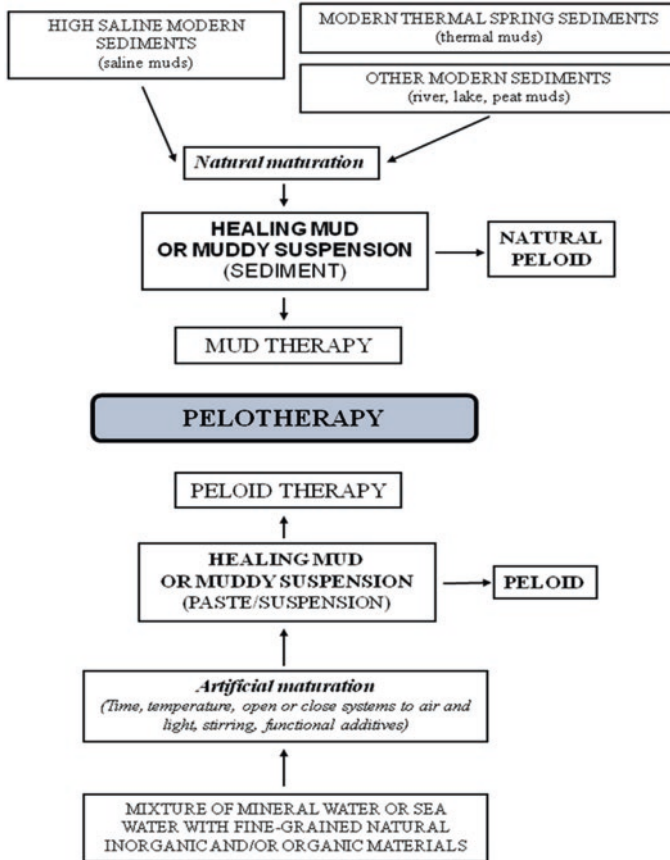 HIGH SALINE MODERN
SEDIMENTS
(saline muds)
MODERN THERMAL SPRING SEDIMENTS
(thermal muds)
OTHER MODERN SEDIMENTS
(river, lake, peat muds)
Natural maturation
HEALING MUD
OR MUDDY SUSPENSION
(SEDIMENT)
NATURAL
PELOID
MUD THERAPY
PELOTHERAPY
PELOID THERAPY
HEALING MUD
OR MUDDY SUSPENSION
(PASTE/SUSPENSION)
PELOID
Artificial maturation
(Time, temperature, open or close systems to air and
light, stirring, functional additives)
MIXTURE OF MINERAL WATER OR SEA
WATER WITH FINE-GRAINED NATURAL
INORGANIC AND/OR ORGANIC MATERIALS